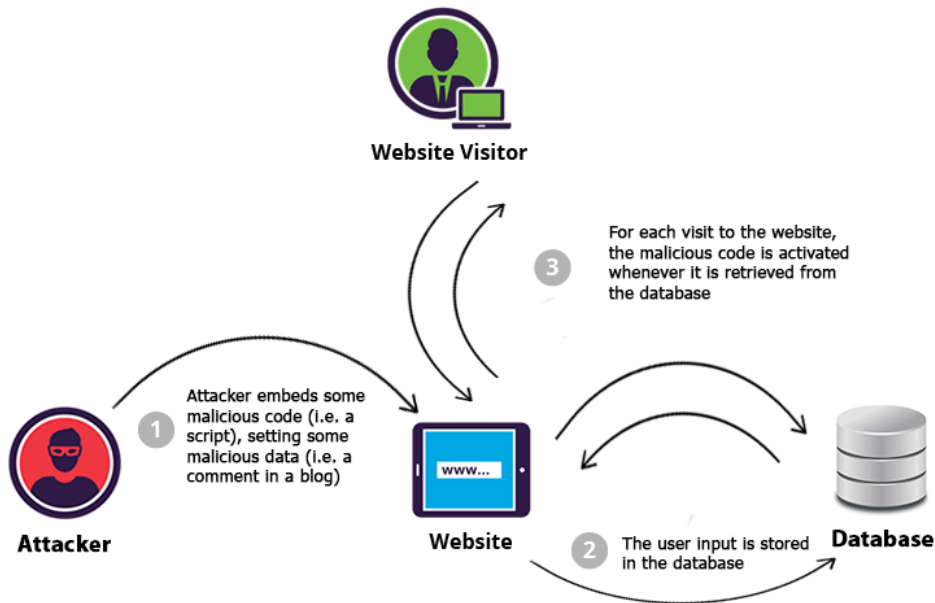 Website Visitor
3
For each visit to the website,
the malicious code is activated
whenever it is retrieved from
the database
1
Attacker embeds some
malicious code (i.e. a
script), setting some
malicious data (i.e. a
comment in a blog)
www...
Attacker
Website
Database
2
The user input is stored
in the database